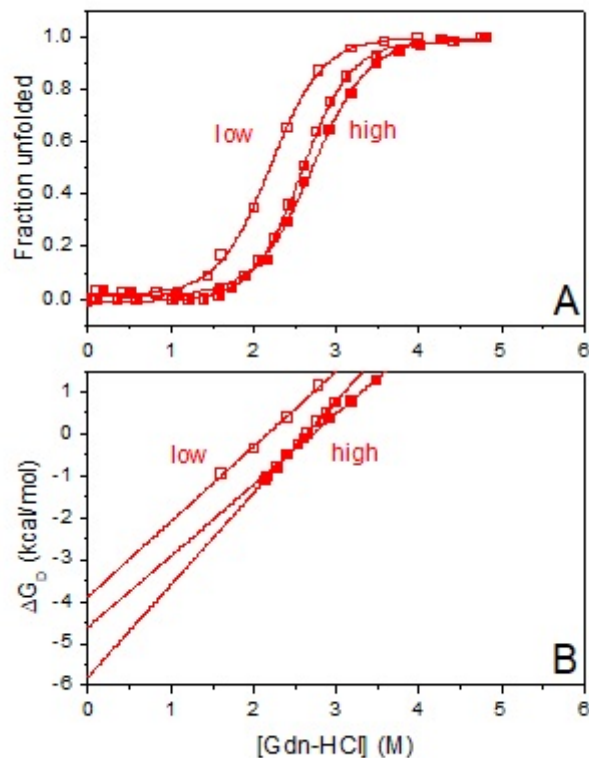 1.0
0.8
0.6
0.4
0.2
0.0
Fraction unfolded
low
high
A
0 1 2 3 4 5 6
1
0
-1
-2
-3
-4
-5
-6
ΔG_D (kcal/mol)
low
high
B
0 1 2 3 4 5 6
[Gdn-HCl] (M)